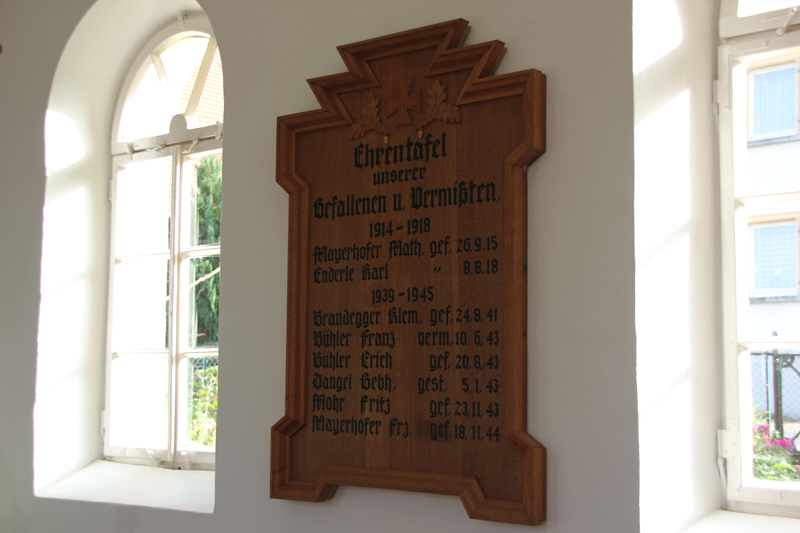 Ehrentafel
unserer
Gefallenen u. Vermißten.
1914-1918
Mayerhofer Math. gef. 26.9.15
Enderle Karl " 8.8.18
1939-1945
Brandegger Klem. gef. 24.8.41
Bühler Franz verm. 10.6.43
Bühler Erich gef. 20.8.43
Dangel Gebh. gest. 5.1.43
Mohr Fritz gef. 23.11.43
Mayerhofer Frz. gef. 18.11.44